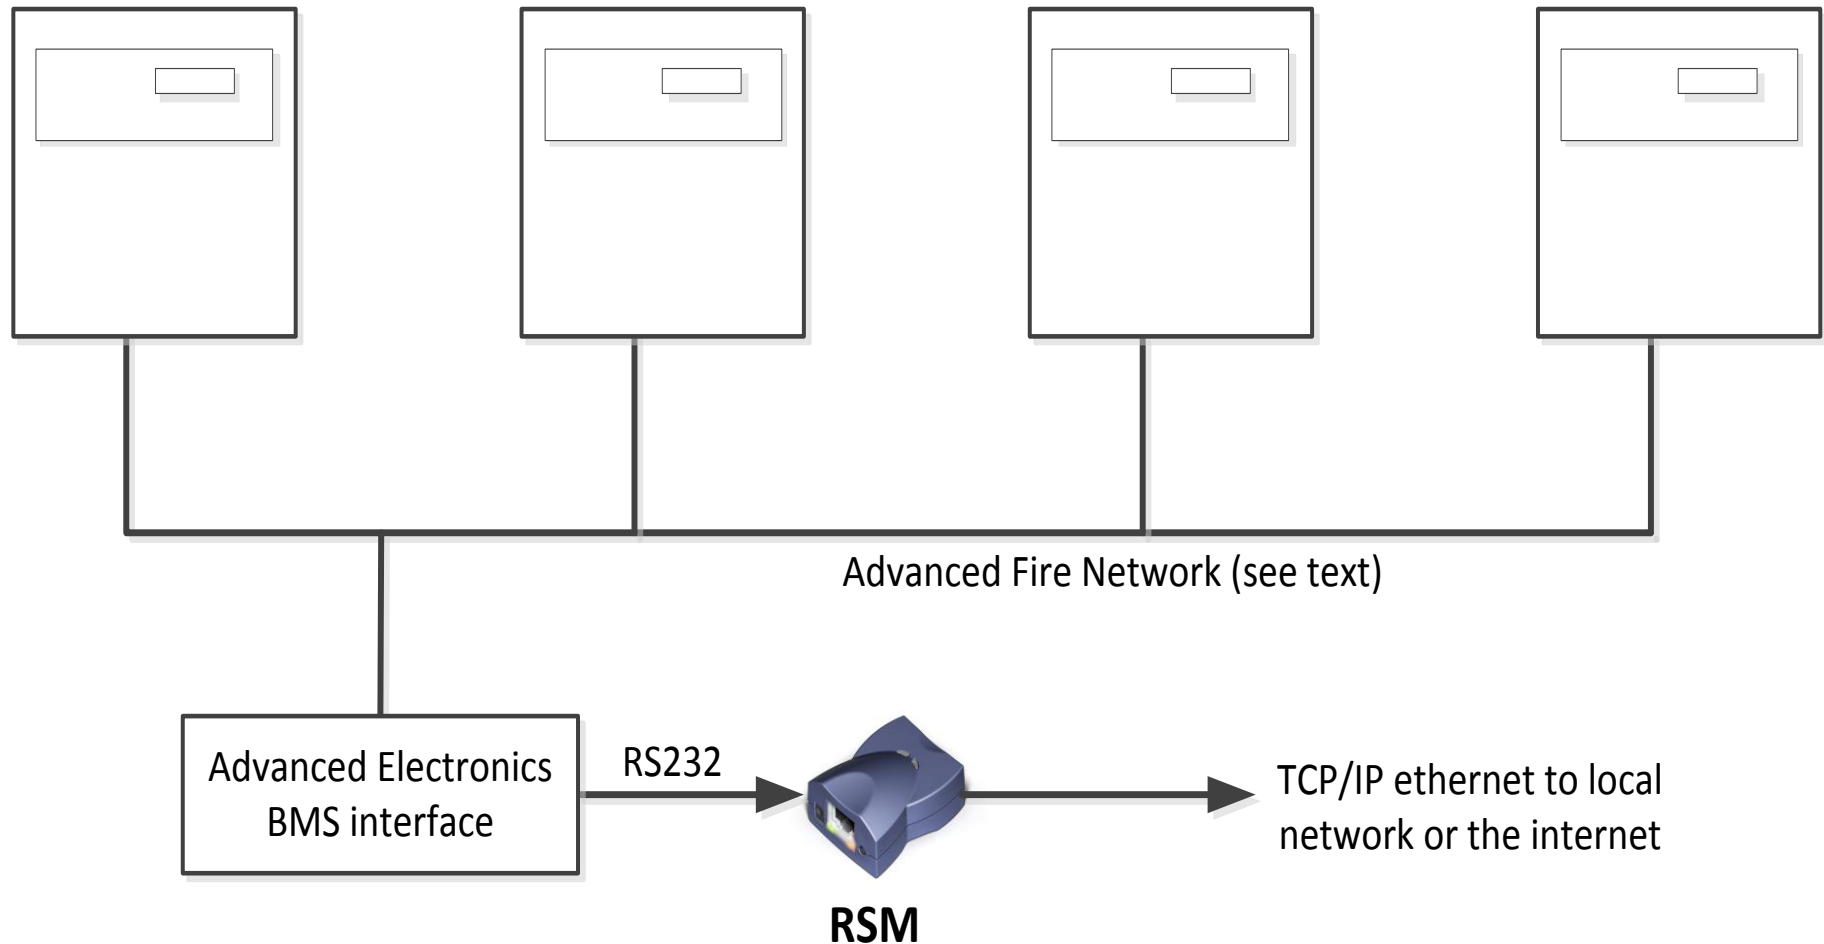 Advanced Fire Network (see text)
Advanced Electronics
BMS interface
RS232
TCP/IP ethernet to local
network or the internet
RSM